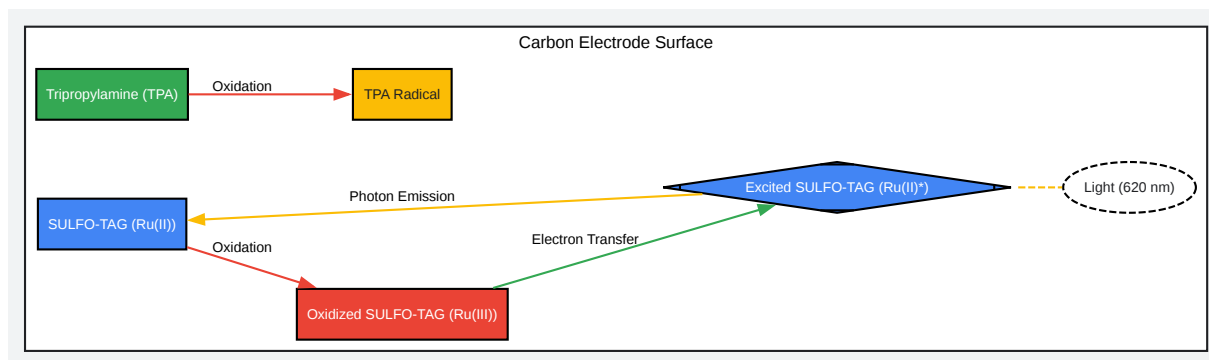 Carbon Electrode Surface
Oxidation
Tripropylamine (TPA)
TPA Radical
Excited SULFO-TAG (Ru(II)*)
Light (620 nm)
Photon Emission
SULFO-TAG (Ru(II))
Electron Transfer
Oxidation
Oxidized SULFO-TAG (Ru(III))